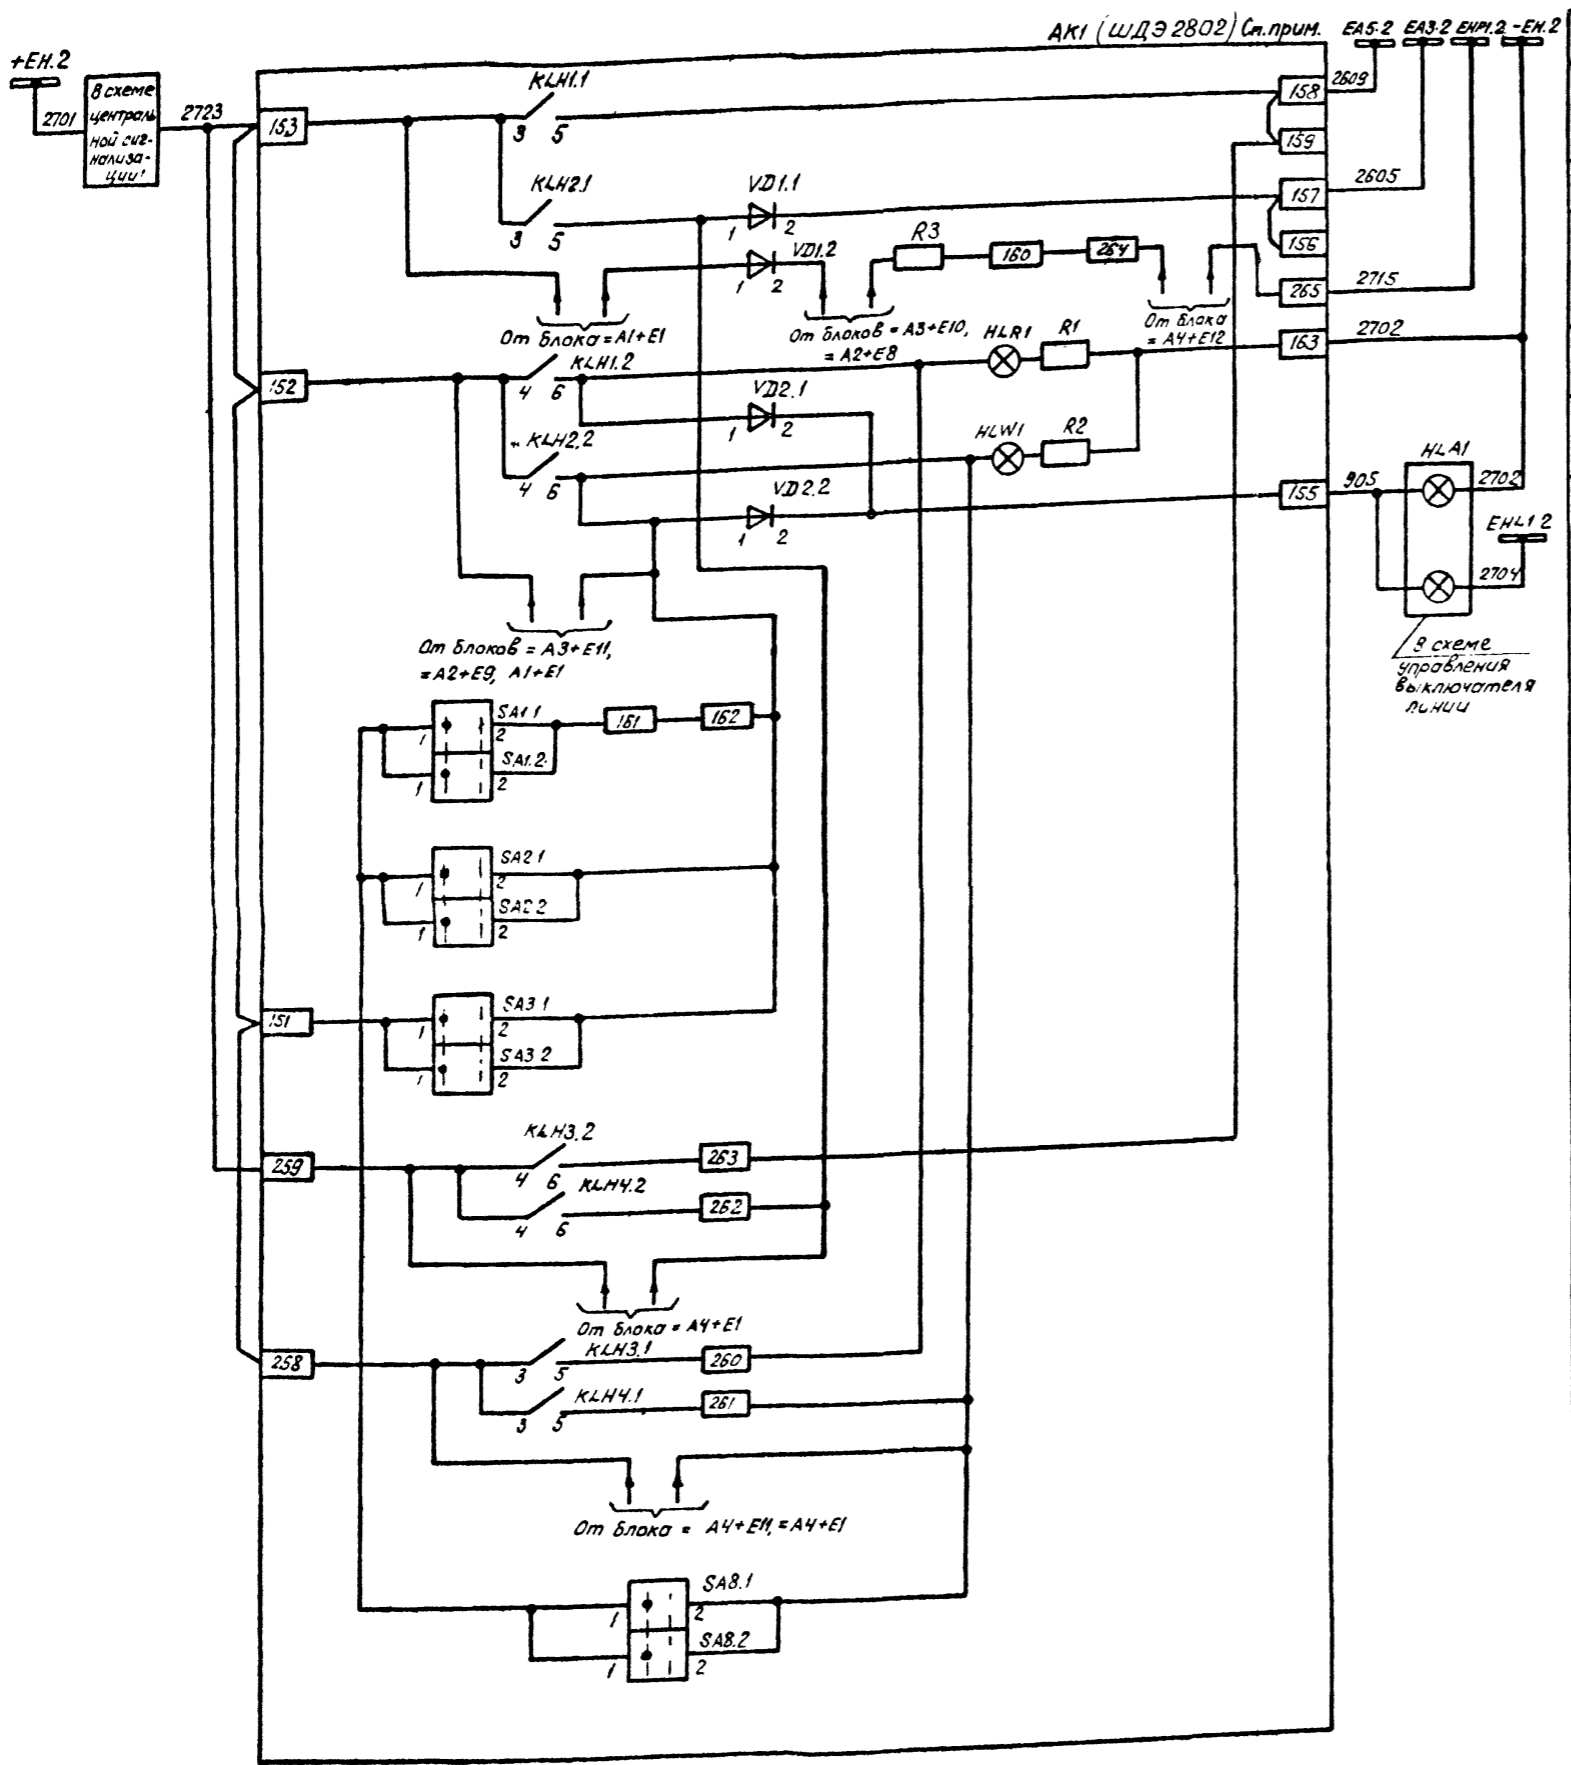 АК1 (ШДЭ 2802) См. прим.
ЕА5.2
ЕА3.2
ЕНР1.2
-ЕН.2
+ЕН.2
2701
В схеме
централь
ной сиг-
нализа-
ции!
2723
153
KLH1.1
3 5
158
2609
159
KLH2.1
3 5
VD1.1
1 2
157
2605
156
VD1.2
1 2
R3
160
264
265
2715
От блока =А1+Е1
От блоков =А3+Е10,
=А2+Е8
От блока
=А4+Е12
152
KLH1.2
4 6
HLR1
R1
163
2702
VD2.1
1 2
KLH2.2
4 6
HLW1
R2
VD2.2
1 2
155
905
HLA1
2702
EHL1.2
2704
В схеме
управления
выключателя
линии
От блоков =А3+Е11,
=А2+Е9, А1+Е1
SA1.1
1 2
SA1.2
1 2
161
162
SA2.1
1 2
SA2.2
1 2
151
SA3.1
1 2
SA3.2
1 2
259
KLH3.2
4 6
263
KLH4.2
4 6
262
От блока =А4+Е1
258
KLH3.1
3 5
260
KLH4.1
3 5
261
От блока = А4+Е11, =А4+Е1
SA8.1
1 2
SA8.2
1 2